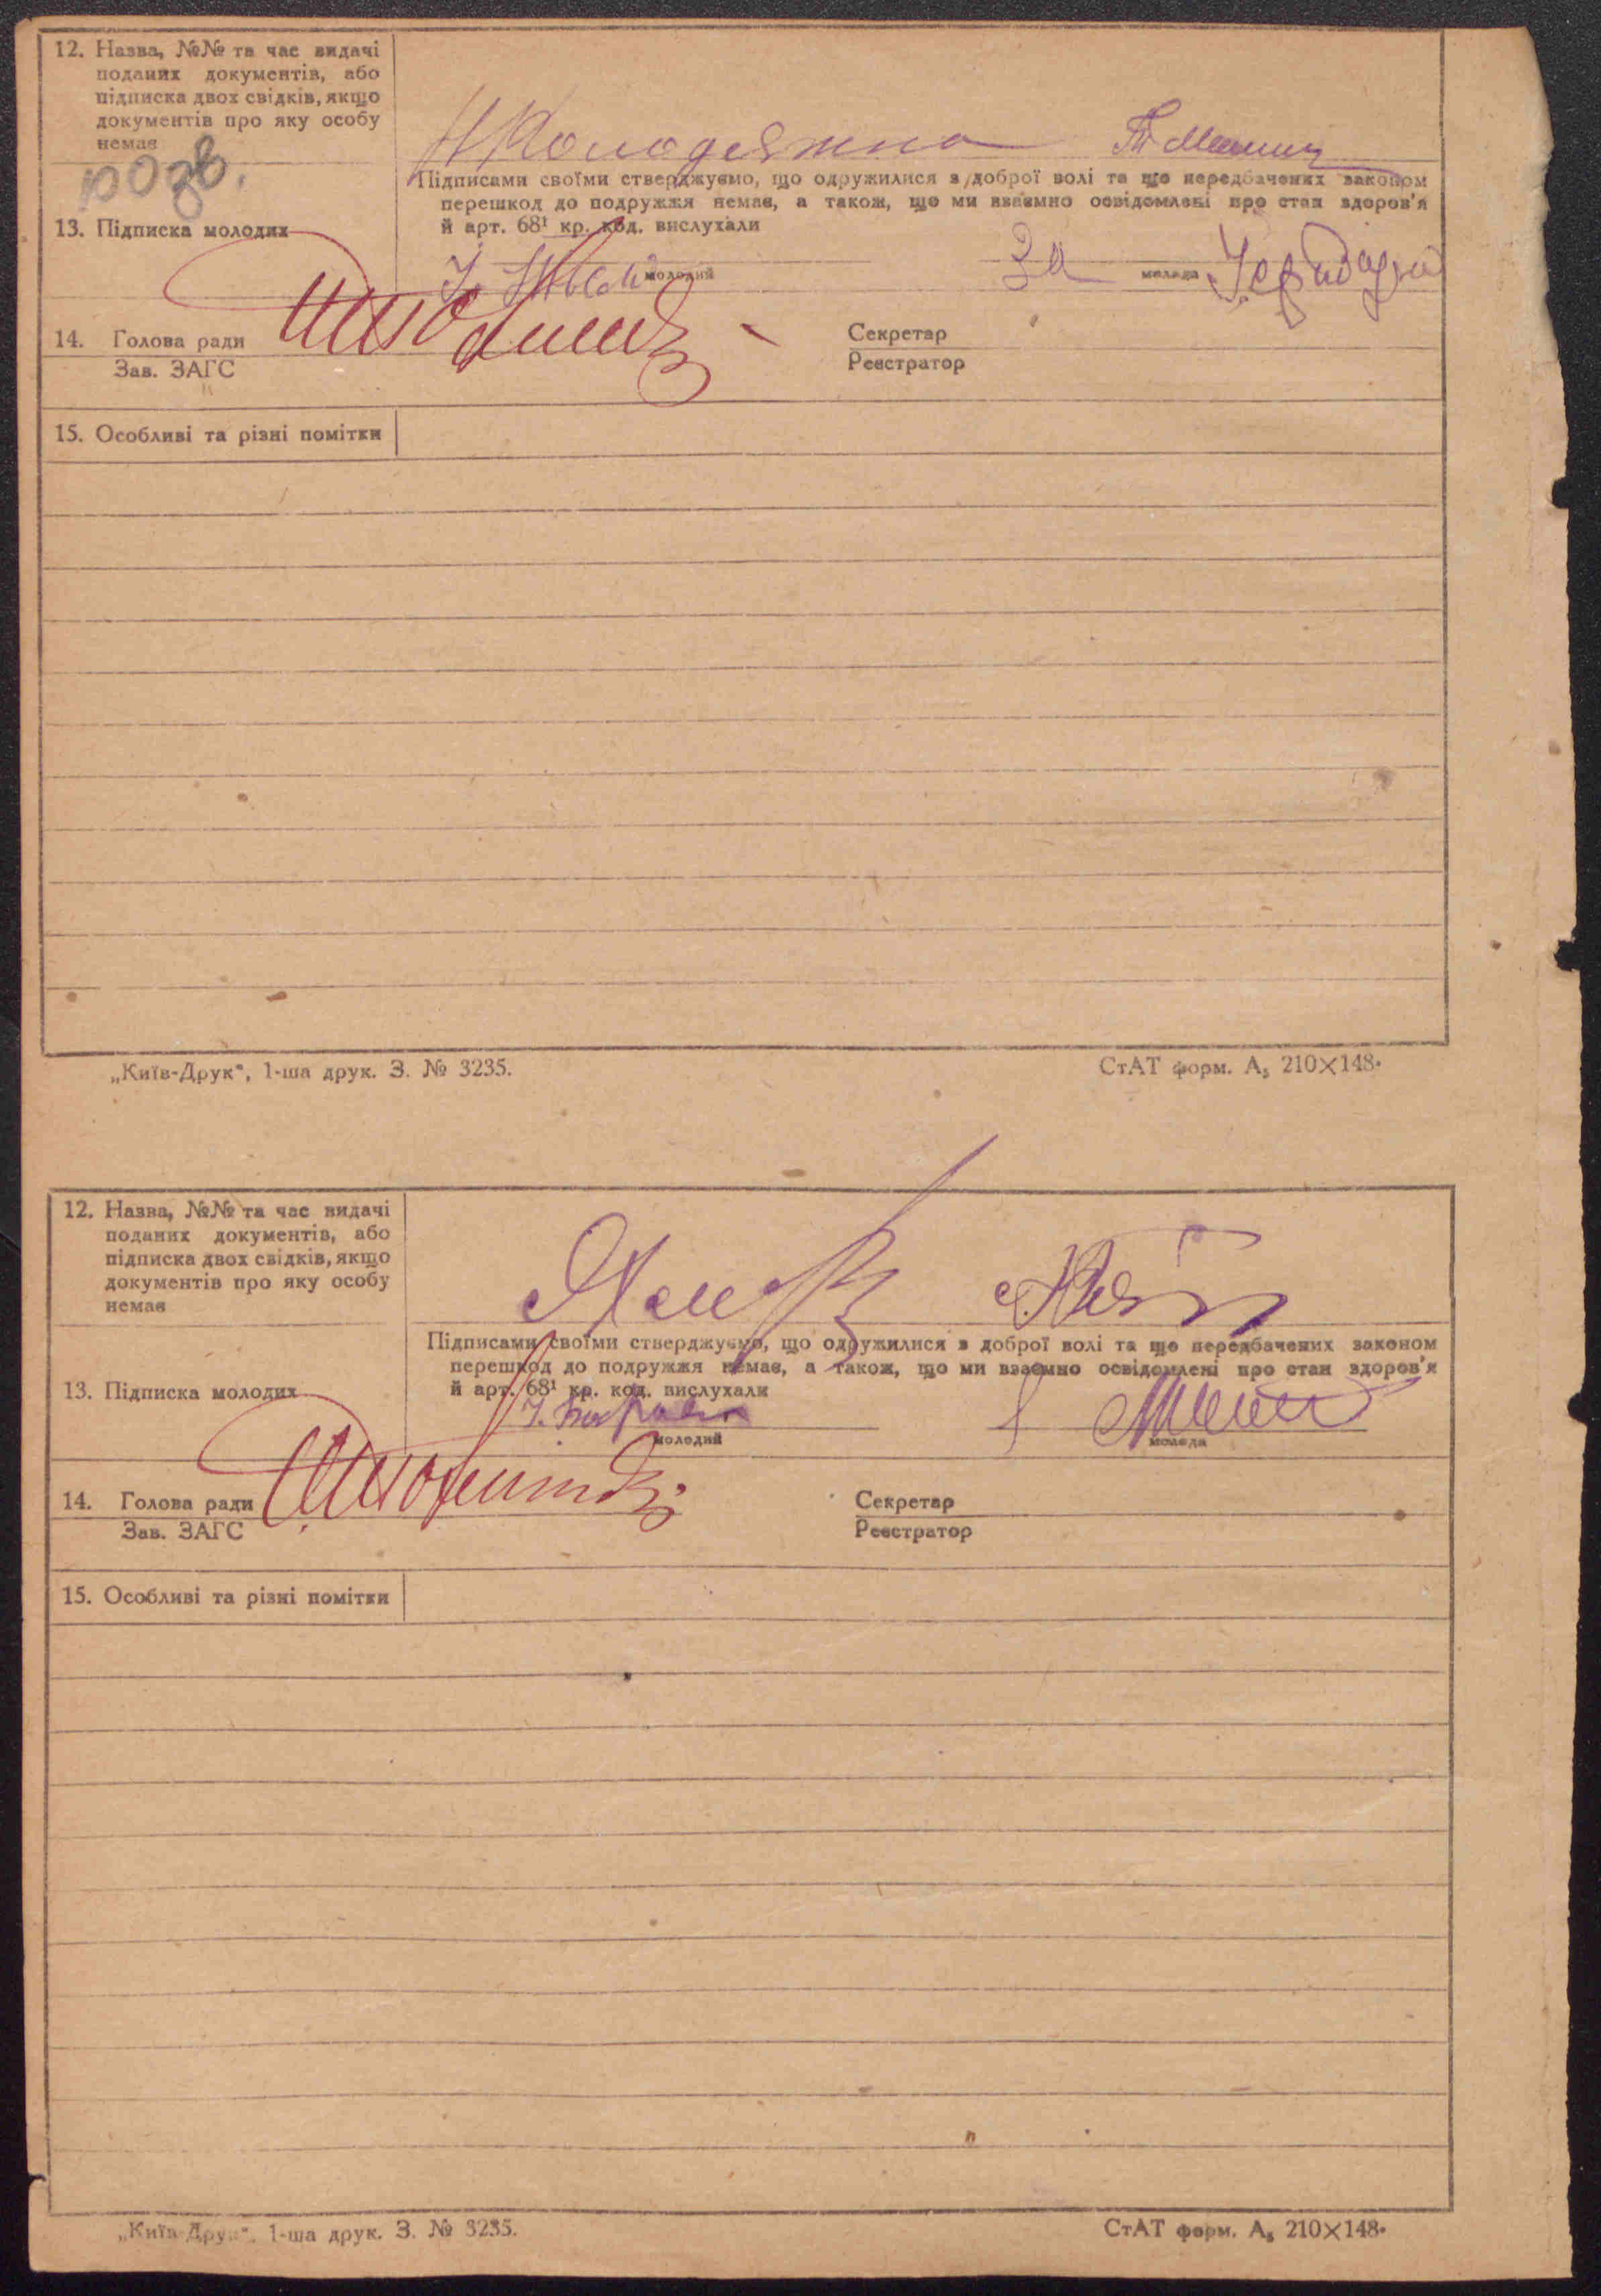 12. Назва, №№ та час видачі
поданих документів, або
підписка двох свідків, якщо
документів про яку особу
немає
Підписами своїми стверджуємо, що одружилися з доброї волі та що передбачених законом
перешкод до подружжя немає, а також, що ми взаємно освідомлені про стан здоров'я
й арт. 68¹ кр. код. вислухали
13. Підписка молодих
молодий За молода
14. Голова ради Секретар
Зав. ЗАГС Реєстратор
15. Особливі та різні помітки
„Київ-Друк", 1-ша друк. З. № 3235. СтАТ форм. А₅ 210×148.
12. Назва, №№ та час видачі
поданих документів, або
підписка двох свідків, якщо
документів про яку особу
немає
Підписами своїми стверджуємо, що одружилися з доброї волі та що передбачених законом
перешкод до подружжя немає, а також, що ми взаємно освідомлені про стан здоров'я
й арт. 68¹ кр. код. вислухали
13. Підписка молодих
молодий молода
14. Голова ради Секретар
Зав. ЗАГС Реєстратор
15. Особливі та різні помітки
„Київ-Друк", 1-ша друк. З. № 3235. СтАТ форм. А₅ 210×148.